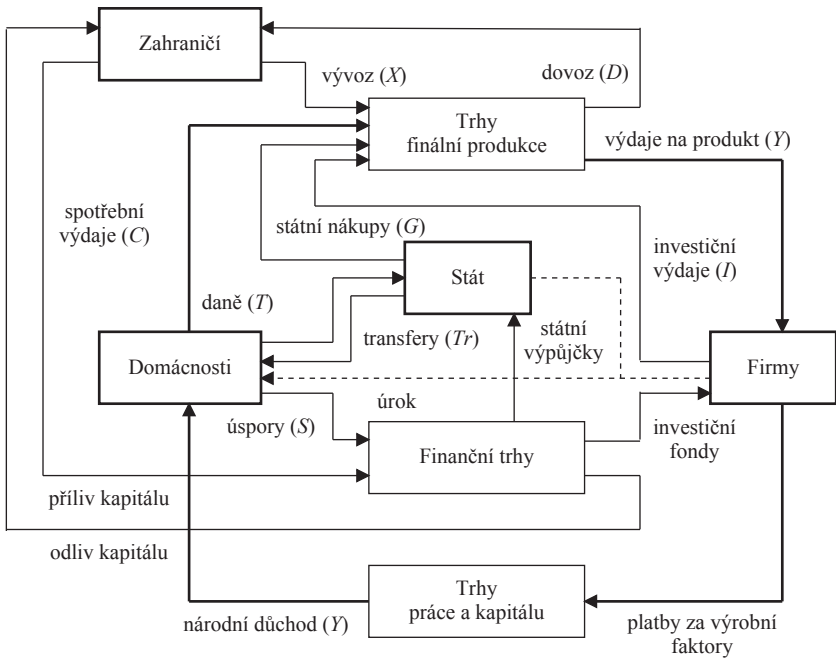 Zahraničí
vývoz (X)
dovoz (D)
Trhy
finální produkce
výdaje na produkt (Y)
spotřební
výdaje (C)
státní nákupy (G)
investiční
výdaje (I)
Stát
daně (T)
transfery (Tr)
státní
výpůjčky
Domácnosti
Firmy
úrok
úspory (S)
Finanční trhy
investiční
fondy
příliv kapitálu
odliv kapitálu
Trhy
práce a kapitálu
národní důchod (Y)
platby za výrobní
faktory